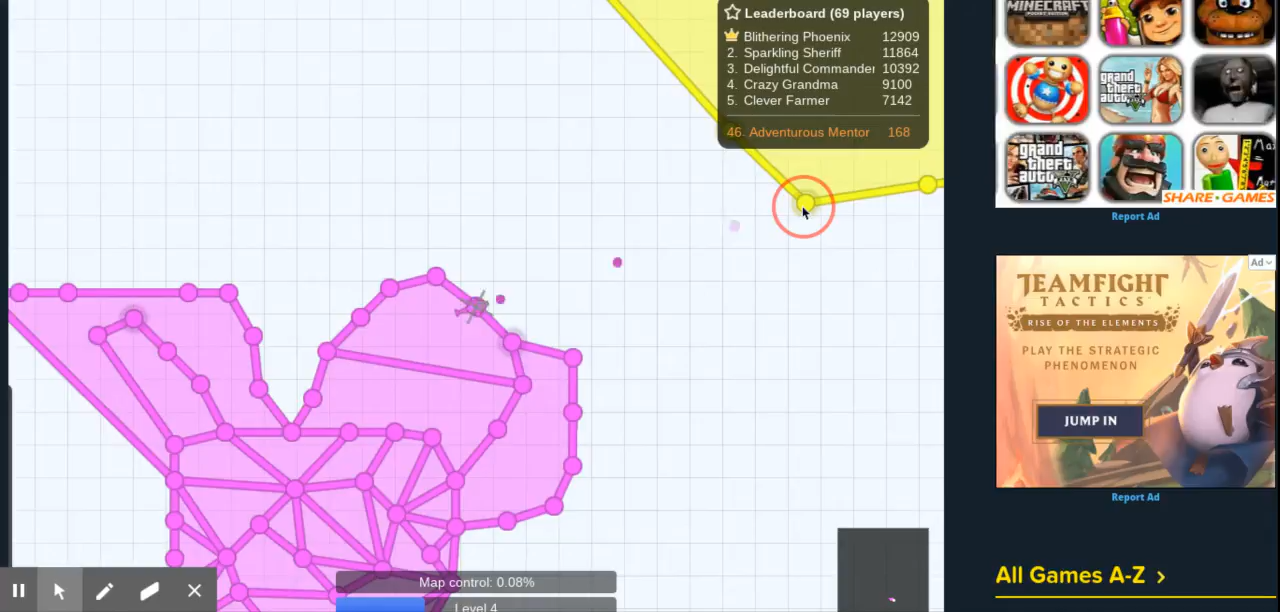 Leaderboard (69 players)
Blithering Phoenix 12909
2. Sparkling Sheriff 11864
3. Delightful Commander 10392
4. Crazy Grandma 9100
5. Clever Farmer 7142
46. Adventurous Mentor 168
MINECRAFT
grand
theft
auto
grand
theft
auto V
SHARE·GAMES
Report Ad
Ad
TEAMFIGHT
TACTICS
RISE OF THE ELEMENTS
PLAY THE STRATEGIC
PHENOMENON
JUMP IN
Report Ad
All Games A-Z >
Map control: 0.08%
Level 4